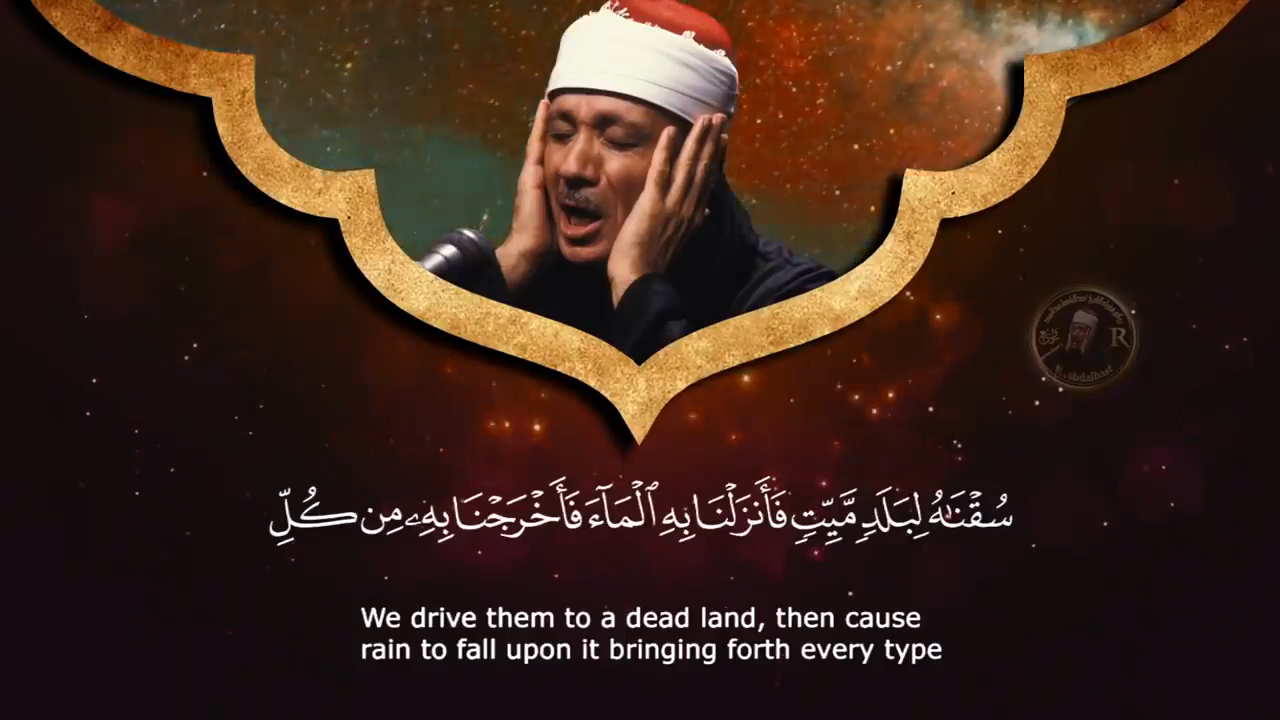 سُقْنَٰهُ لِبَلَدٍ مَّيِّتٍ فَأَنزَلْنَا بِهِ ٱلْمَآءَ فَأَخْرَجْنَا بِهِۦ مِن كُلِّ
We drive them to a dead land, then cause
rain to fall upon it bringing forth every type
R